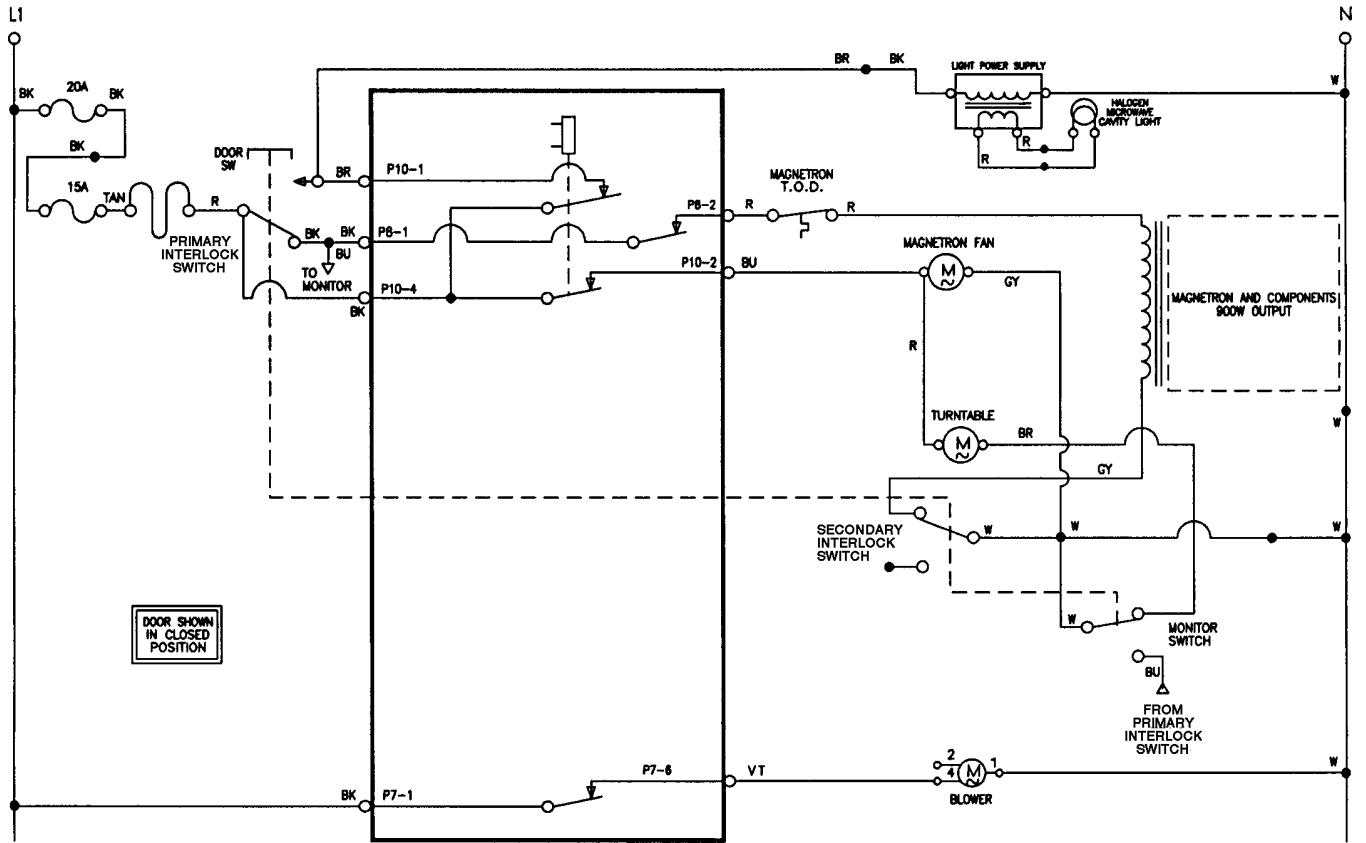 L1
N
BR
BK
LIGHT POWER SUPPLY
W
BK
20A
BK
HALOGEN
MICROWAVE
CAVITY LIGHT
R
R
BK
DOOR
SW
BR
P10-1
15A
TAN
R
MAGNETRON
T.O.D.
P6-2
R
R
PRIMARY
INTERLOCK
SWITCH
BK
BK
P6-1
BU
TO
MONITOR
MAGNETRON FAN
M
P10-2
BU
GY
P10-4
BK
MAGNETRON AND COMPONENTS
900W OUTPUT
R
TURNTABLE
M
BR
W
GY
SECONDARY
INTERLOCK
SWITCH
W
W
W
DOOR SHOWN
IN CLOSED
POSITION
W
MONITOR
SWITCH
BU
FROM
PRIMARY
INTERLOCK
SWITCH
P7-6
VT
2
4
M
1
W
BLOWER
BK
P7-1